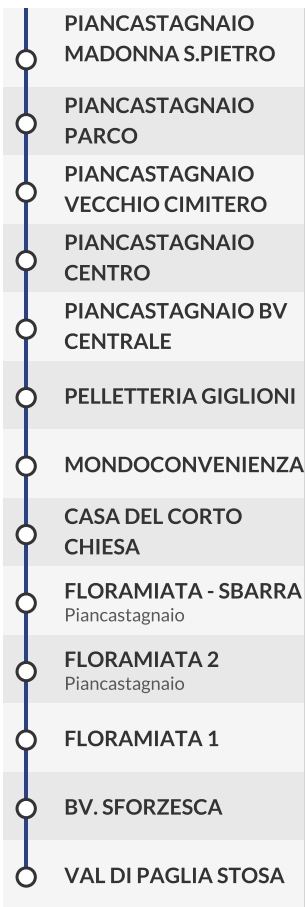 PIANCASTAGNAIO
MADONNA S.PIETRO
PIANCASTAGNAIO
PARCO
PIANCASTAGNAIO
VECCHIO CIMITERO
PIANCASTAGNAIO
CENTRO
PIANCASTAGNAIO BV
CENTRALE
PELLETTERIA GIGLIONI
MONDOCONVENIENZA
CASA DEL CORTO
CHIESA
FLORAMIATA - SBARRA
Piancastagnaio
FLORAMIATA 2
Piancastagnaio
FLORAMIATA 1
BV. SFORZESCA
VAL DI PAGLIA STOSA